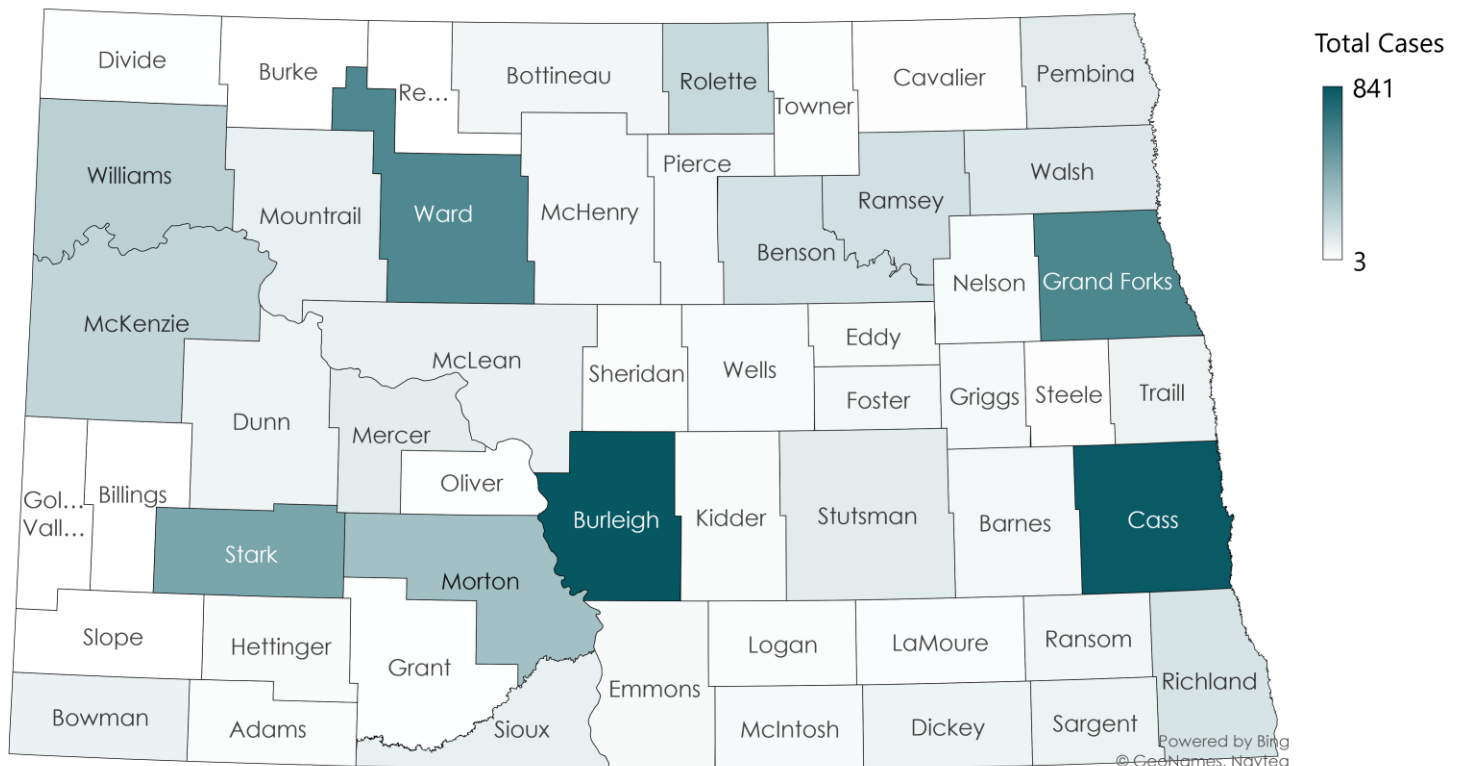 Total Cases
841
3
Divide
Burke
Re...
Bottineau
Rolette
Towner
Cavalier
Pembina
Williams
Mountrail
Ward
McHenry
Pierce
Benson
Ramsey
Walsh
Nelson
Grand Forks
McKenzie
Dunn
McLean
Mercer
Oliver
Sheridan
Wells
Eddy
Foster
Griggs
Steele
Traill
Gol...
Vall...
Billings
Stark
Morton
Burleigh
Kidder
Stutsman
Barnes
Cass
Slope
Hettinger
Grant
Bowman
Adams
Sioux
Emmons
Logan
LaMoure
Ransom
Richland
McIntosh
Dickey
Sargent
Powered by Bing
© GeoNames, Navteq